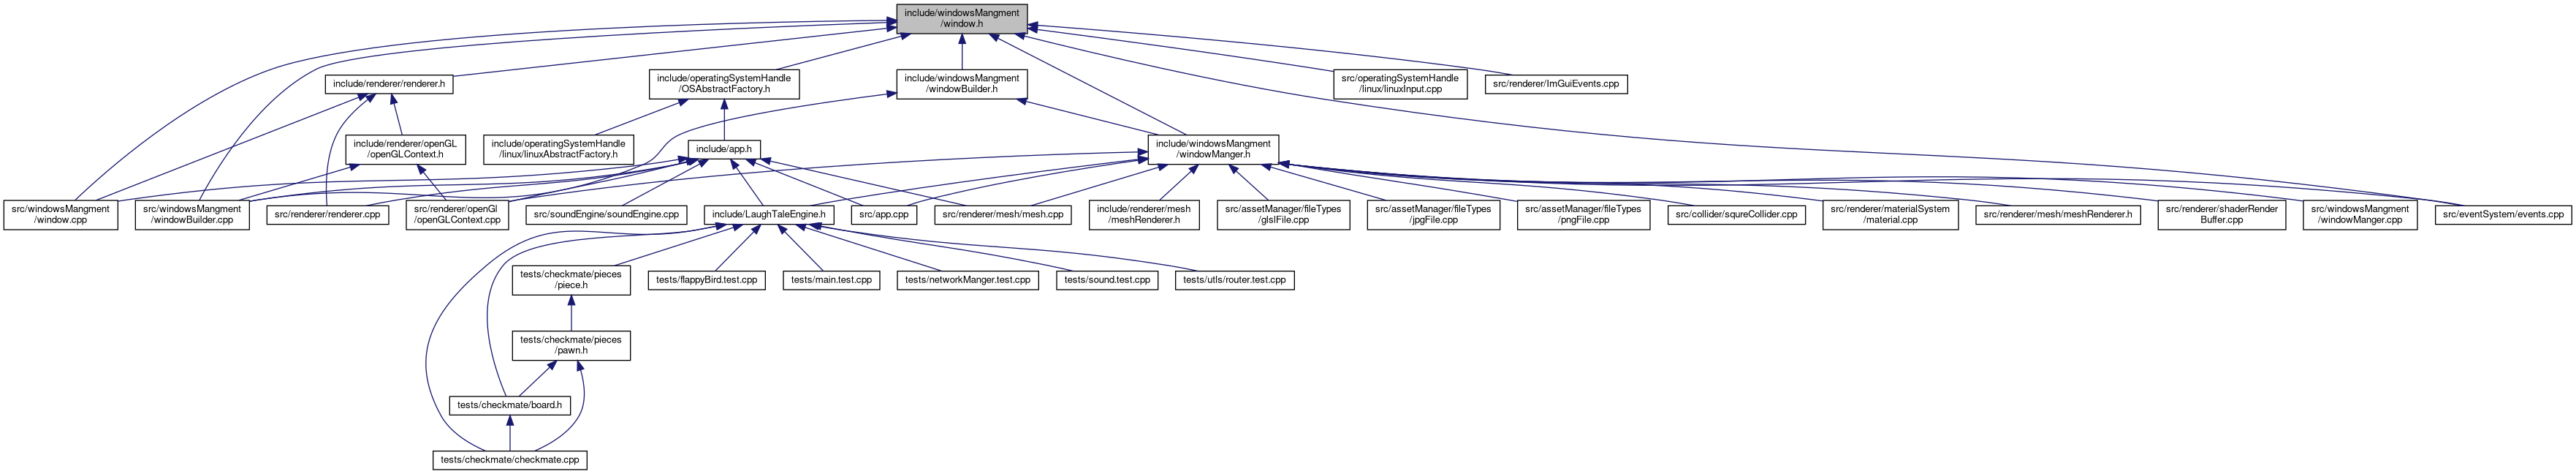 include/windowsMangment
/window.h
include/renderer/renderer.h
include/operatingSystemHandle
/OSAbstractFactory.h
include/windowsMangment
/windowBuilder.h
src/operatingSystemHandle
/linux/linuxInput.cpp
src/renderer/ImGuiEvents.cpp
include/renderer/openGL
/openGLContext.h
include/operatingSystemHandle
/linux/linuxAbstractFactory.h
include/app.h
include/windowsMangment
/windowManger.h
src/windowsMangment
/window.cpp
src/windowsMangment
/windowBuilder.cpp
src/renderer/renderer.cpp
src/renderer/openGl
/openGLContext.cpp
src/soundEngine/soundEngine.cpp
include/LaughTaleEngine.h
src/app.cpp
src/renderer/mesh/mesh.cpp
include/renderer/mesh
/meshRenderer.h
src/assetManager/fileTypes
/glslFile.cpp
src/assetManager/fileTypes
/jpgFile.cpp
src/assetManager/fileTypes
/pngFile.cpp
src/collider/squreCollider.cpp
src/renderer/materialSystem
/material.cpp
src/renderer/mesh/meshRenderer.h
src/renderer/shaderRender
Buffer.cpp
src/windowsMangment
/windowManger.cpp
src/eventSystem/events.cpp
tests/checkmate/pieces
/piece.h
tests/flappyBird.test.cpp
tests/main.test.cpp
tests/networkManger.test.cpp
tests/sound.test.cpp
tests/utls/router.test.cpp
tests/checkmate/pieces
/pawn.h
tests/checkmate/board.h
tests/checkmate/checkmate.cpp